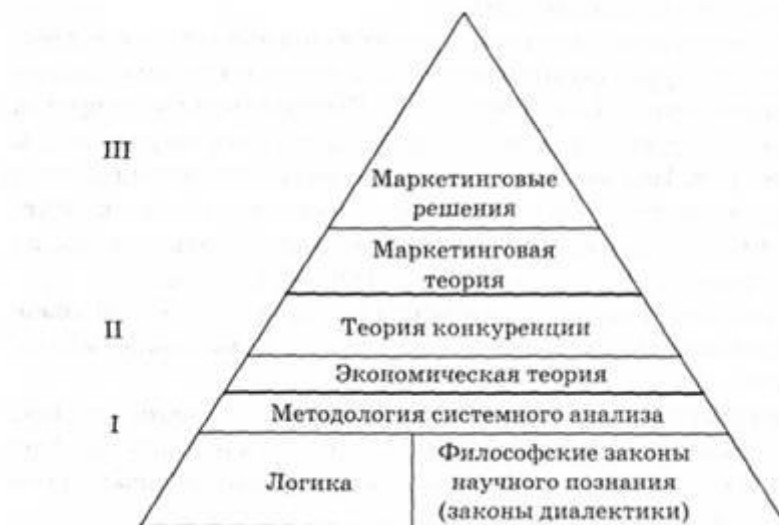 III
Маркетинговые
решения
Маркетинговая
теория
II
Теория конкуренции
Экономическая теория
I
Методология системного анализа
Логика
Философские законы
научного познания
(законы диалектики)